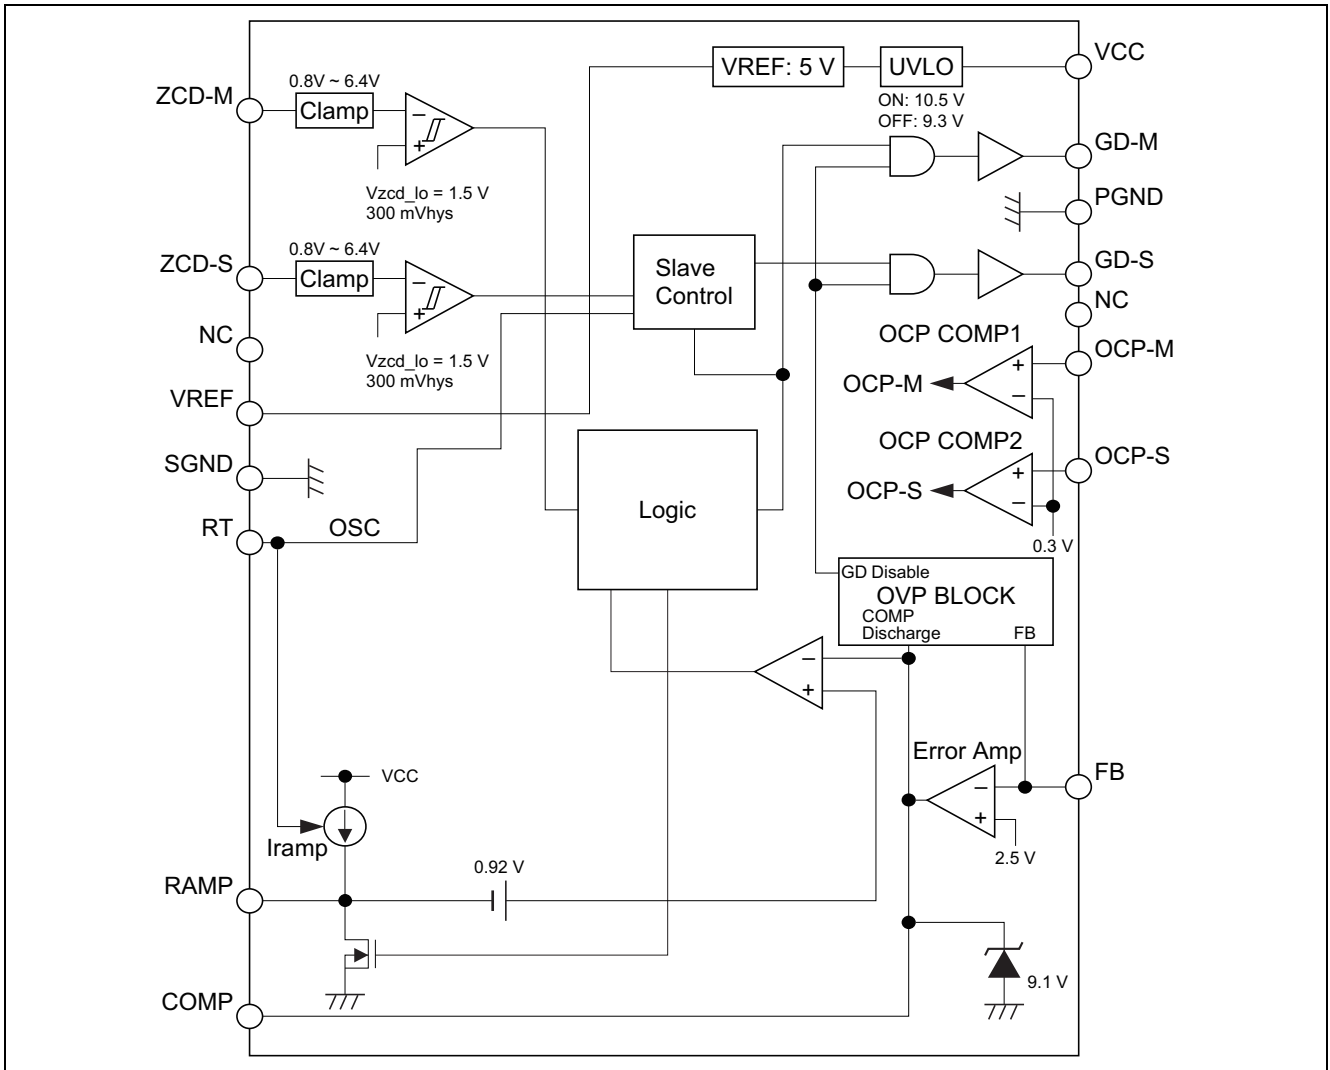 VREF: 5 V
UVLO
VCC
ON: 10.5 V
OFF: 9.3 V
ZCD-M
0.8V ~ 6.4V
Clamp
−
+
Vzcd_lo = 1.5 V
300 mVhys
GD-M
PGND
ZCD-S
0.8V ~ 6.4V
Clamp
−
+
Vzcd_lo = 1.5 V
300 mVhys
Slave
Control
GD-S
NC
NC
OCP COMP1
OCP-M
+
−
OCP-M
VREF
OCP COMP2
OCP-S
+
−
OCP-S
0.3 V
SGND
RT
OSC
Logic
GD Disable
OVP BLOCK
COMP
Discharge
FB
−
+
Error Amp
−
+
FB
2.5 V
VCC
Iramp
RAMP
0.92 V
9.1 V
COMP